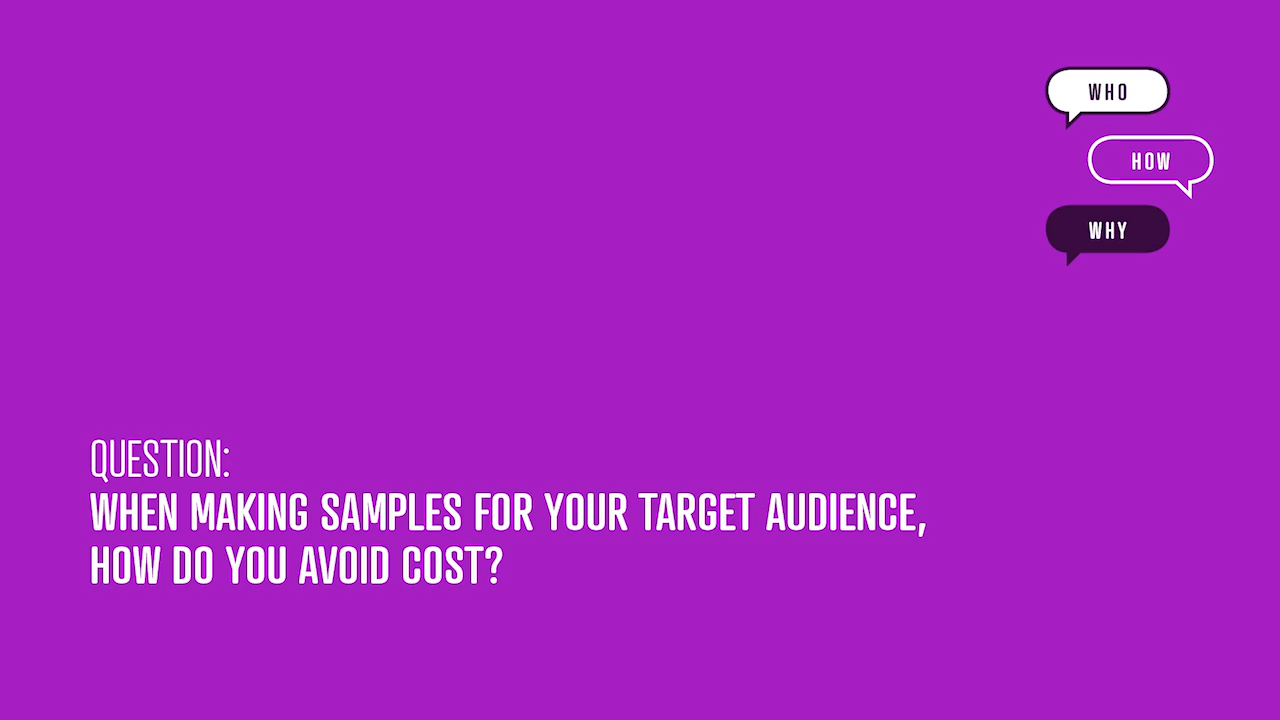 WHO
HOW
WHY
QUESTION:
WHEN MAKING SAMPLES FOR YOUR TARGET AUDIENCE,
HOW DO YOU AVOID COST?